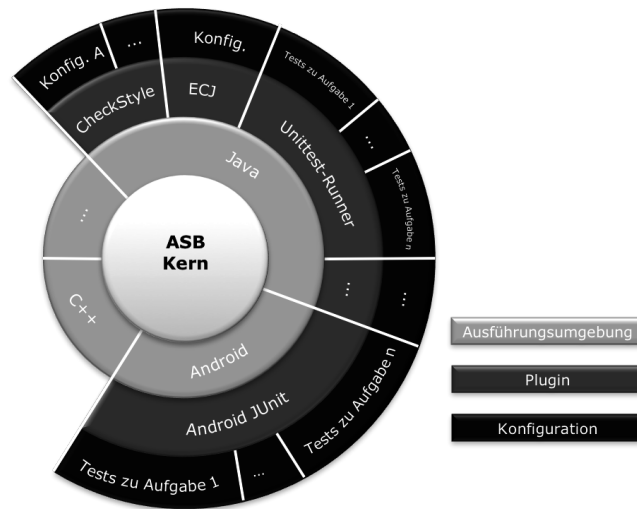 Konfig. A
...
Konfig.
Tests zu Aufgabe 1
...
Tests zu Aufgabe n
...
CheckStyle
ECJ
Unittest-Runner
...
Java
...
ASB
Kern
C++
Android
Android JUnit
Tests zu Aufgabe 1
...
Tests zu Aufgabe n
Ausführungsumgebung
Plugin
Konfiguration